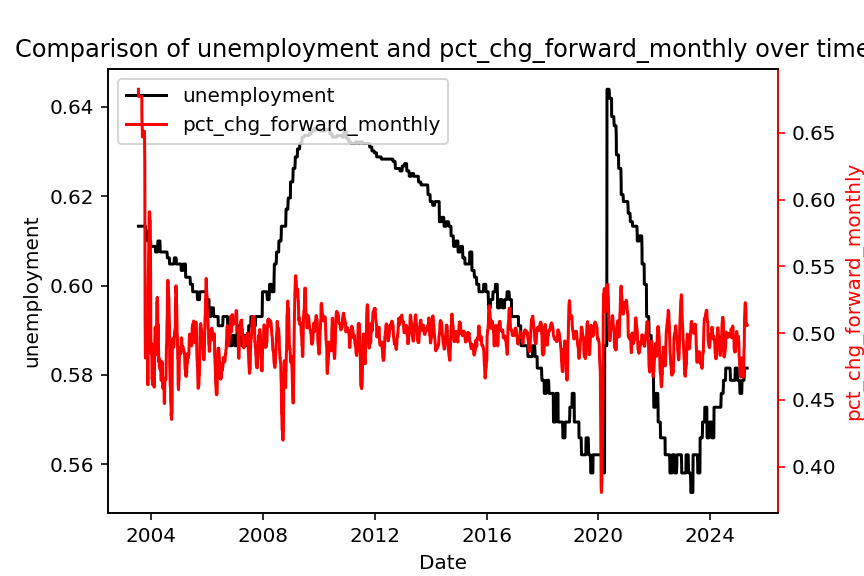 Comparison of unemployment and pct_chg_forward_monthly over time
unemployment
pct_chg_forward_monthly
0.64
0.62
0.60
0.58
0.56
unemployment
0.65
0.60
0.55
0.50
0.45
0.40
pct_chg_forward_monthly
2004 2008 2012 2016 2020 2024
Date